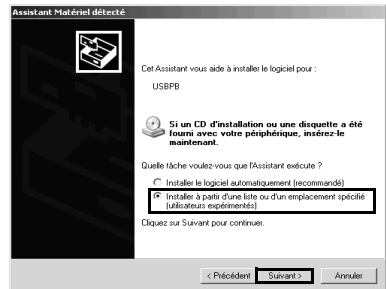 Assistant Matériel détecté
Cet Assistant vous aide à installer le logiciel pour :
USBPB
Si un CD d'installation ou une disquette a été
fourni avec votre périphérique, insérez-le
maintenant.
Quelle tâche voulez-vous que l'Assistant exécute ?
Installer le logiciel automatiquement (recommandé)
Installer à partir d'une liste ou d'un emplacement spécifié
(utilisateurs expérimentés)
Cliquez sur Suivant pour continuer.
< Précédent Suivant > Annuler